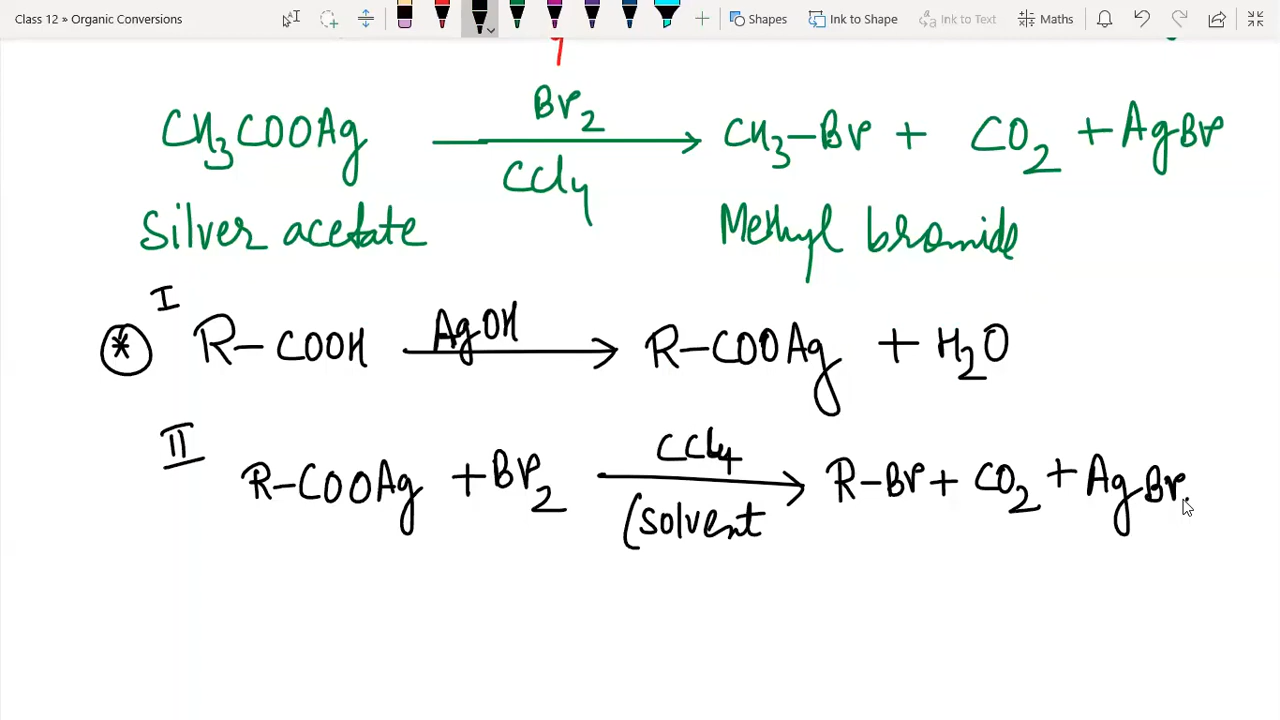 Class 12 » Organic Conversions
Shapes Ink to Shape Ink to Text Maths
CH₃COOAg Br₂ CCl₄ → CH₃–Br + CO₂ + AgBr
Silver acetate Methyl bromide
I
* R–COOH AgOH → R–COOAg + H₂O
II
R–COOAg + Br₂ CCl₄ → R–Br + CO₂ + AgBr
(solvent